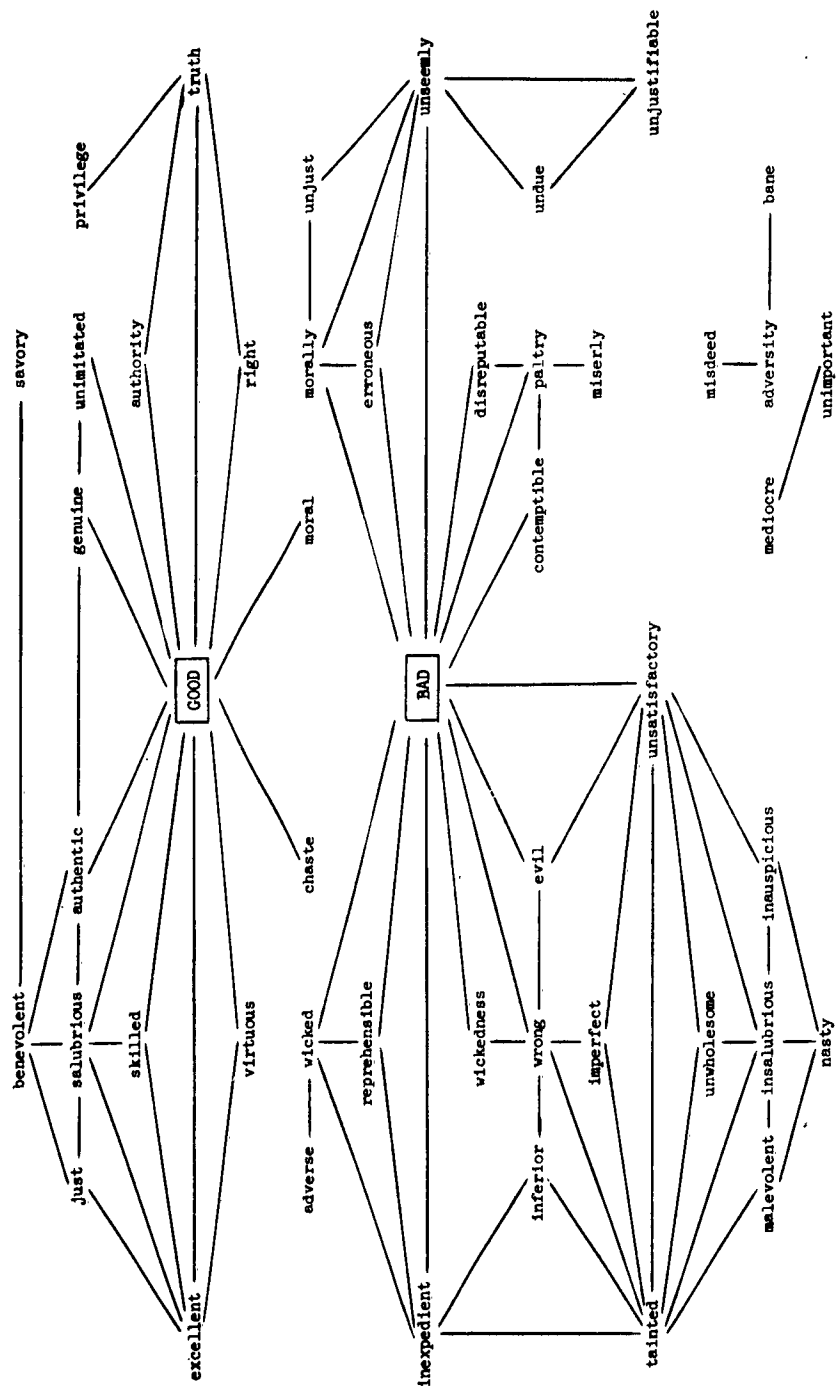 benevolent savory
just salubrious authentic genuine unimitated privilege
skilled authority
excellent GOOD truth
virtuous right
chaste moral
adverse wicked morally unjust
reprehensible erroneous
inexpedient BAD unseemly
wickedness disreputable
inferior wrong evil contemptible paltry undue
imperfect miserly
tainted unsatisfactory unjustifiable
unwholesome misdeed
malevolent insalubrious inauspicious mediocre adversity bane
nasty unimportant